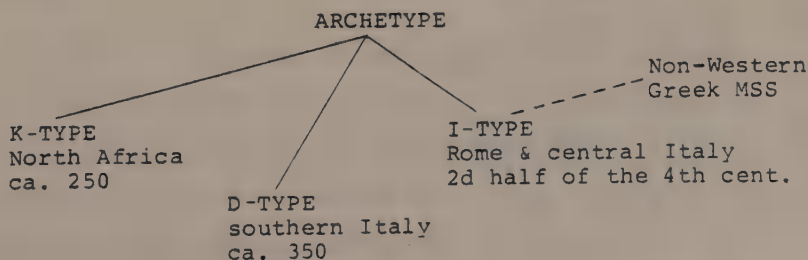 ARCHETYPE
Non-Western
Greek MSS
K-TYPE
North Africa
ca. 250
I-TYPE
Rome & central Italy
2d half of the 4th cent.
D-TYPE
southern Italy
ca. 350